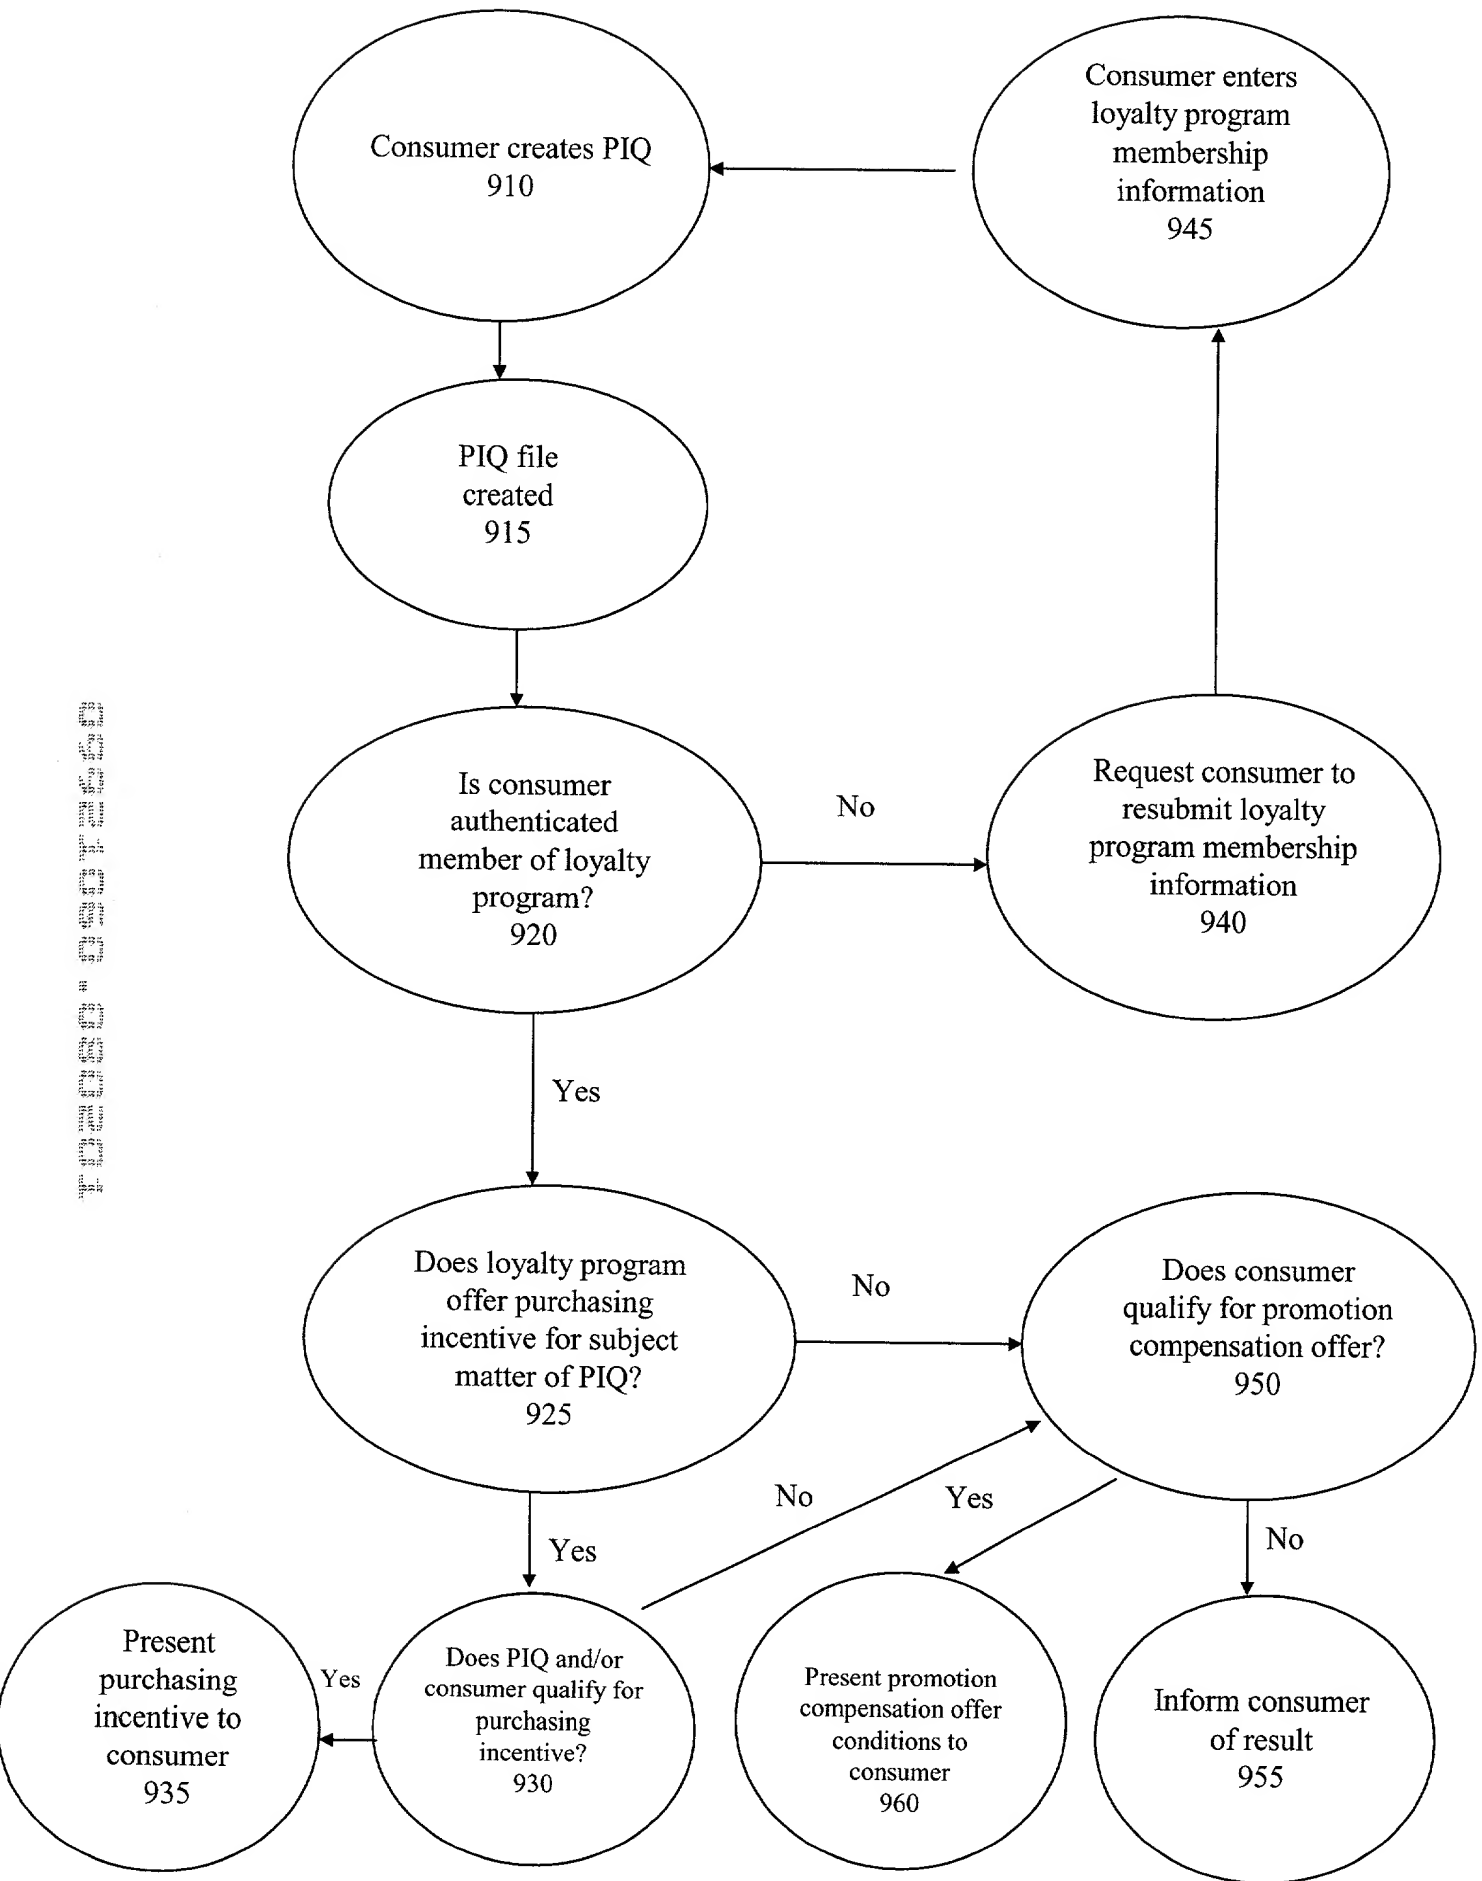 Consumer creates PIQ
910
Consumer enters
loyalty program
membership
information
945
PIQ file
created
915
Is consumer
authenticated
member of loyalty
program?
920
No
Request consumer to
resubmit loyalty
program membership
information
940
Yes
Does loyalty program
offer purchasing
incentive for subject
matter of PIQ?
925
No
Does consumer
qualify for promotion
compensation offer?
950
No
Yes
Yes
No
Present
purchasing
incentive to
consumer
935
Yes
Does PIQ and/or
consumer qualify for
purchasing
incentive?
930
Present promotion
compensation offer
conditions to
consumer
960
Inform consumer
of result
955